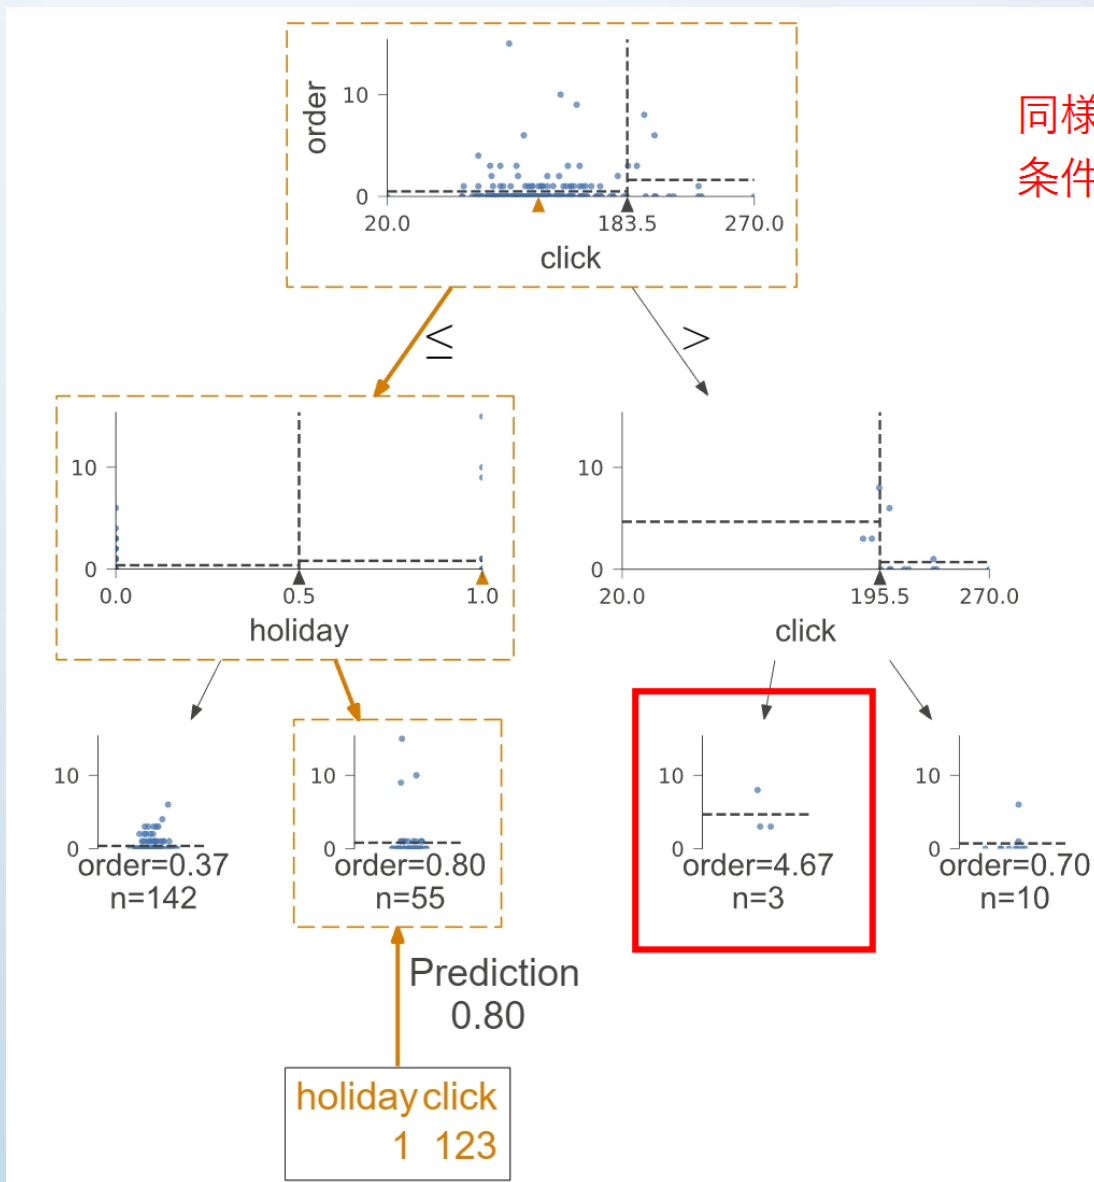 order
10
0
20.0 183.5 270.0
click
同様
条件
≤
>
10
0
0.0 0.5 1.0
holiday
10
0
20.0 195.5 270.0
click
10
0
order=0.37
n=142
10
0
order=0.80
n=55
10
0
order=4.67
n=3
10
0
order=0.70
n=10
Prediction
0.80
holiday click
1 123